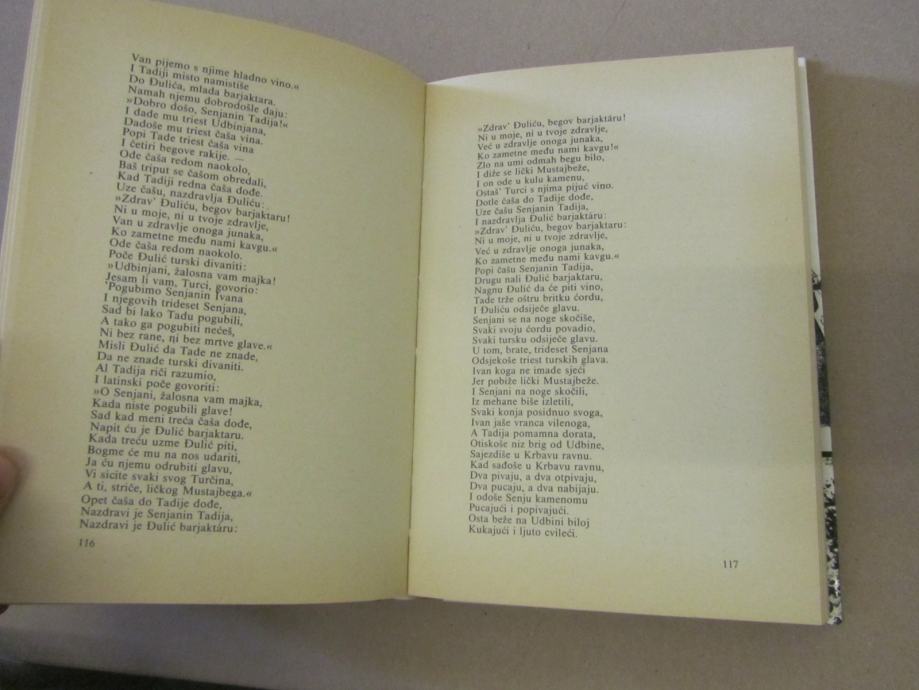 Van pijemo s njime hladno vino.«
I Tadiji misto namistiše
Do Đulića, mlada barjaktara.
Namah njemu dobrodošle daju:
»Dobro došo, Senjanin Tadija!«
I dade mu triest Udbinjana,
Dadoše mu triest čaša vina.
Popi Tade triest čaša vina
I četiri begove rakije. —
Ode čaša redom naokolo,
Baš triput se čašom obredali,
Kad Tadiji redna čaša dođe.
Uze čašu, nazdravlja Đuliću:
»Zdrav' Đuliću, begov barjaktaru!
Ni u moje, ni u tvoje zdravlje,
Van u zdravlje onoga junaka,
Ko zametne među nami kavgu.«
Ode čaša redom naokolo.
Poče Đulić turski divaniti:
»Udbinjani, žalosna vam majka!
Jesam li vam, Turci, govorio:
'Pogubimo Senjanin Ivana
I njegovih trideset Senjana,
Sad bi lako Tadu pogubili,
A tako ga pogubiti nećeš,
Ni bez rane, ni bez mrtve glave.«
Misli Đulić da Tade ne znade,
Da ne znade turski divaniti.
Al Tadija riči razumio,
I latinski poče govoriti:
»O Senjani, žalosna vam majka,
Kada niste pogubili glave!
Sad kad meni treća čaša dođe,
Napit ću je Đulić barjaktaru.
Kada treću uzme Đulić piti,
Bogme će mu na nos udariti,
Ja ću njemu odrubiti glavu,
Vi sicite svaki svog Turčina,
A ti, striče, ličkog Mustajbega.«
Opet čaša do Tadije dođe,
Nazdravi je Senjanin Tadija,
Nazdravi je Đulić barjaktáru:
116
»Zdrav' Đuliću, begov barjaktáru!
Ni u moje, ni u tvoje zdravlje,
Već u zdravlje onoga junaka,
Ko zametne među nami kavgu!«
Zlo na umi odmah begu bilo,
I diže se lički Mustajbeže,
I on ode u kulu kamenu,
Ostaš' Turci s njima pijuć vino.
Dotle čaša do Tadije dođe,
Uze čašu Senjanin Tadija,
I nazdravlja Đulić barjaktáru:
»Zdrav' Đuliću, begov barjaktaru:
Ni u moje, ni u tvoje zdravlje,
Već u zdravlje onoga junaka,
Ko zametne među nami kavgu.«
Popi čašu Senjanin Tadija,
Drugu nali Đulić barjaktáru,
Nagnu Đulić da će piti vino,
Tade trže oštru britku ćordu,
I Đuliću odsiječe glavu.
Senjani se na noge skočiše,
Svaki svoju ćordu povadio,
Svaki tursku odsiječe glavu.
U tom, brate, trideset Senjana
Odsjekoše triest turskih glava.
Ivan koga ne imade sjeći
Jer pobiže lički Mustajbeže.
I Senjani na noge skočili,
Iz mehane biše izletili,
Svaki konja posidnuo svoga,
Ivan jaše vranca vilenoga,
A Tadija pomamna dorata,
Otiskoše niz brig od Udbine,
Sajezdiše u Krbavu ravnu.
Kad sađoše u Krbavu ravnu,
Dva pivaju, a dva otpivaju,
Dva pucaju, a dva nabijaju.
I odoše Senju kamenomu
Pucajući i popivajući.
Osta beže na Udbini biloj
Kukajući i ljuto cvileći.
117